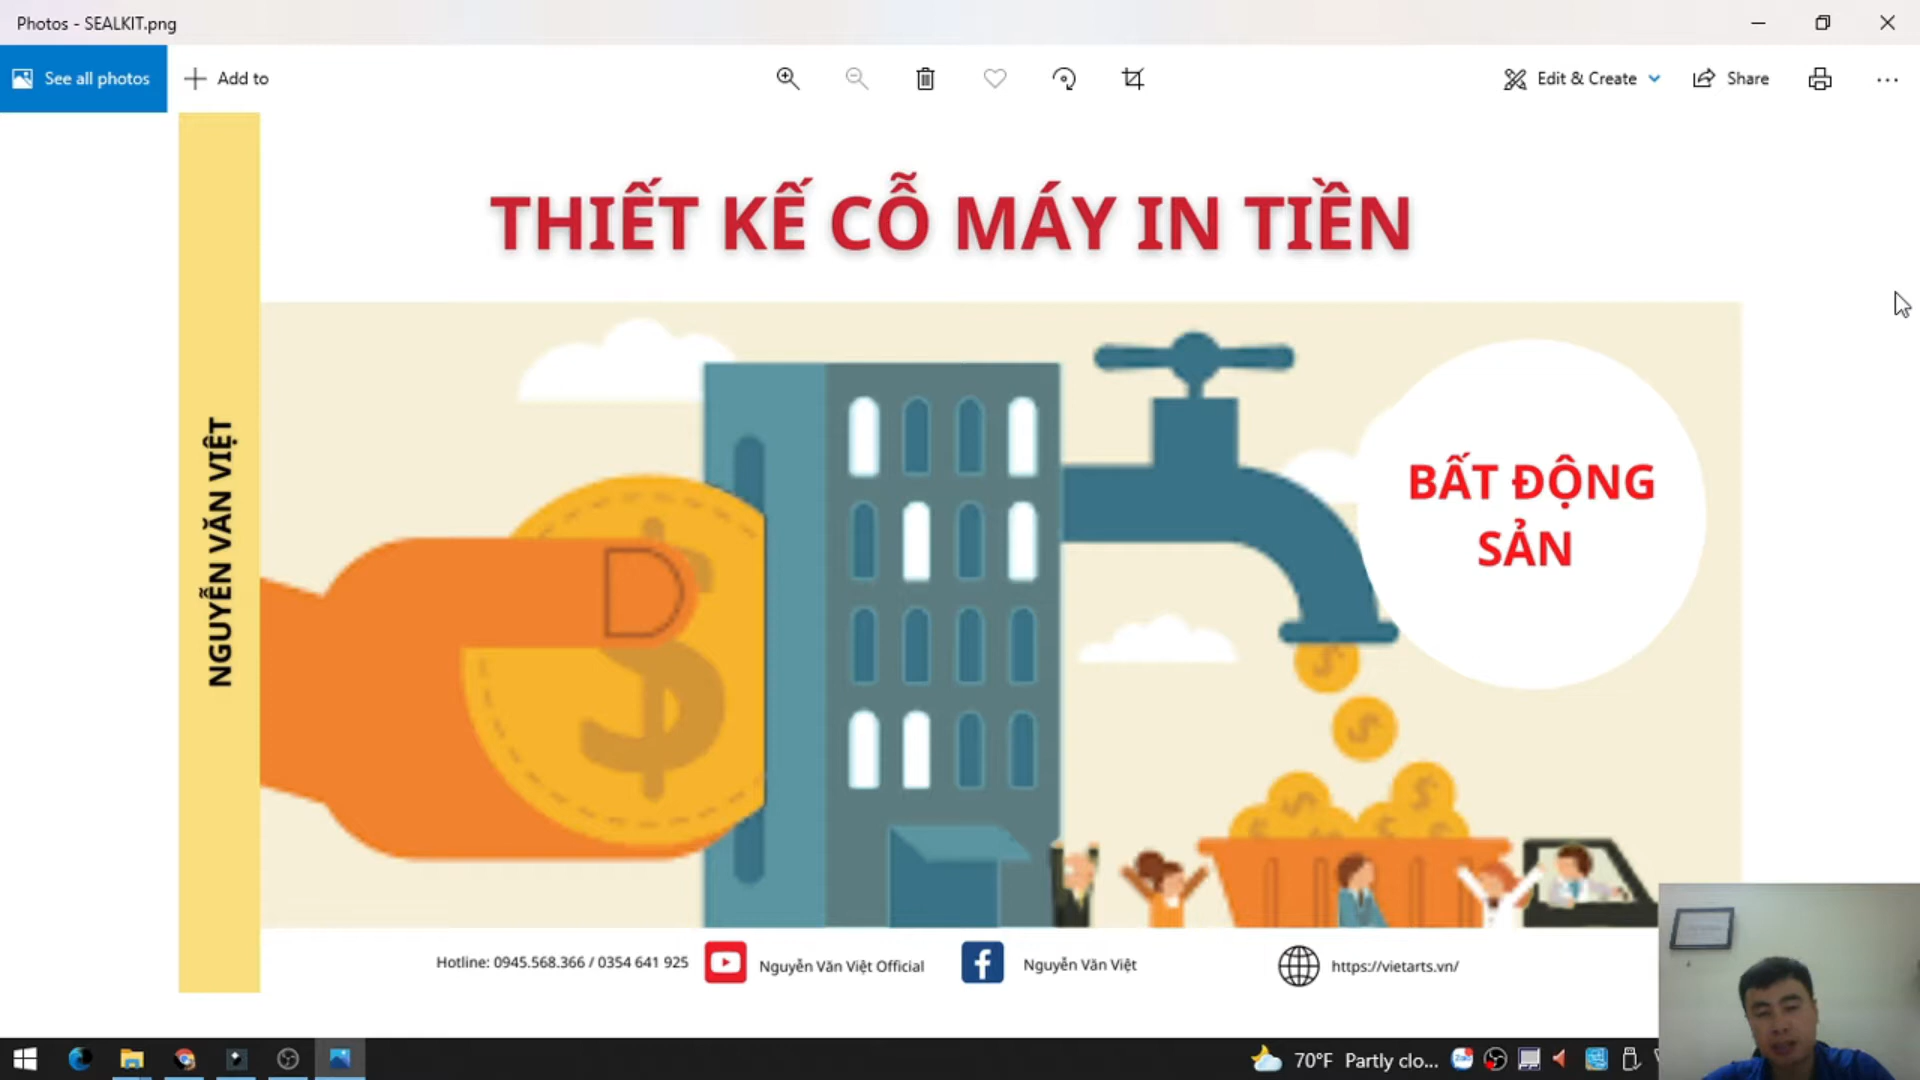 Photos - SEALKIT.png
See all photos
Add to
Edit & Create
Share
THIẾT KẾ CỖ MÁY IN TIỀN
NGUYỄN VĂN VIỆT
BẤT ĐỘNG
SẢN
Hotline: 0945.568.366 / 0354 641 925
Nguyễn Văn Việt Official
Nguyễn Văn Việt
https://vietarts.vn/
70°F Partly clo...